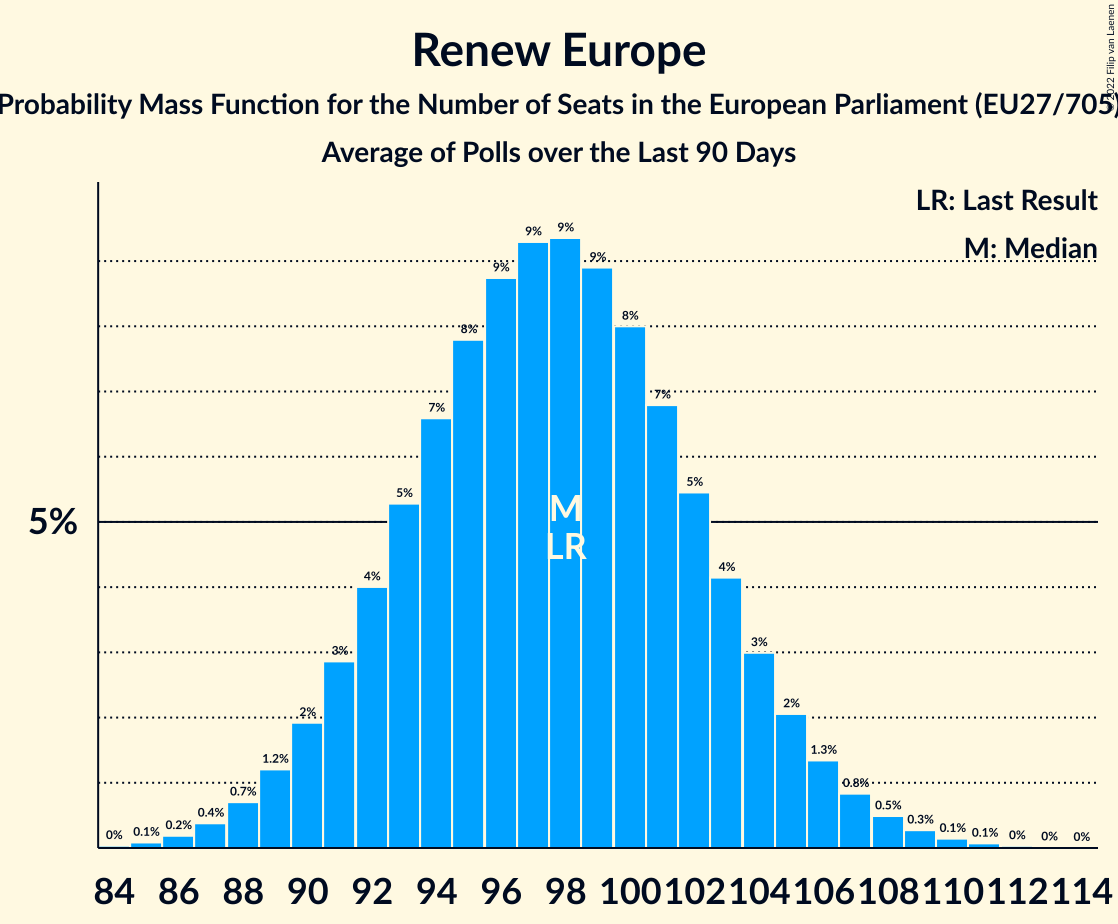 Renew Europe
Probability Mass Function for the Number of Seats in the European Parliament (EU27/705)
Average of Polls over the Last 90 Days
© 2022 Filip van Laenen
LR: Last Result
M: Median
5%
0% 0.1% 0.2% 0.4% 0.7% 1.2% 2% 3% 4% 5% 7% 8% 9% 9% 9% 9% 8% 7% 5% 4% 3% 2% 1.3% 0.8% 0.5% 0.3% 0.1% 0.1% 0% 0% 0%
M
LR
84 86 88 90 92 94 96 98 100 102 104 106 108 110 112 114